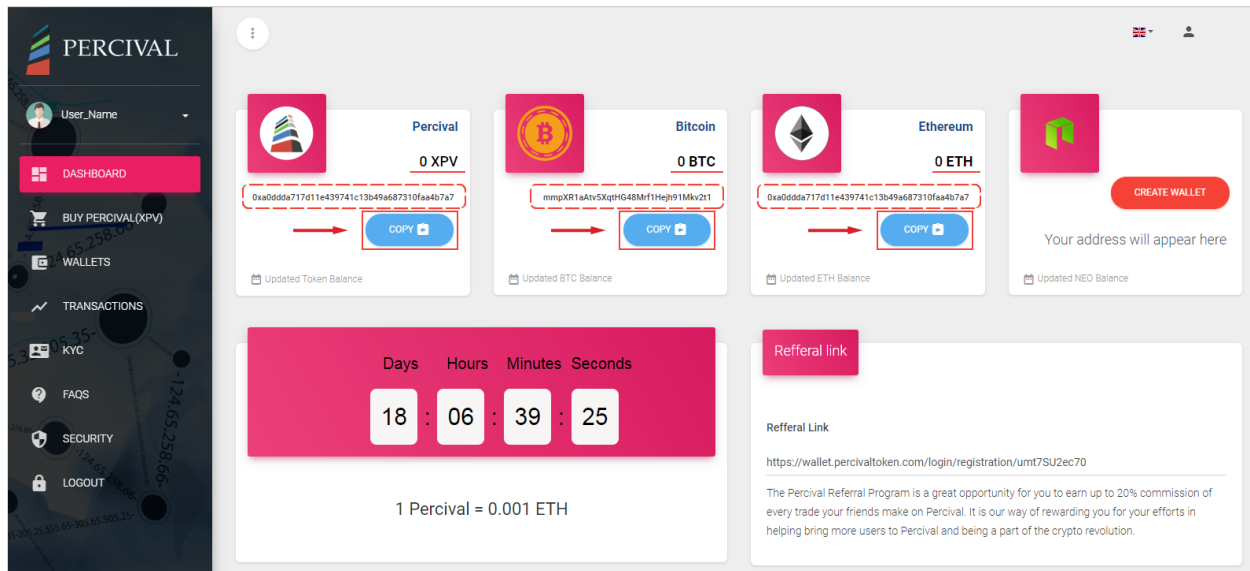 PERCIVAL
User_Name
DASHBOARD
BUY PERCIVAL(XPV)
WALLETS
TRANSACTIONS
KYC
FAQS
SECURITY
LOGOUT
Percival
0 XPV
0xa0ddda717d11e439741c13b49a687310faa4b7a7
COPY
Updated Token Balance
Bitcoin
0 BTC
mmpXR1aAtv5XqtHG48Mrf1Hejh91Mkv2t1
COPY
Updated BTC Balance
Ethereum
0 ETH
0xa0ddda717d11e439741c13b49a687310faa4b7a7
COPY
Updated ETH Balance
CREATE WALLET
Your address will appear here
Updated NEO Balance
Days Hours Minutes Seconds
18 : 06 : 39 : 25
1 Percival = 0.001 ETH
Refferal link
Refferal Link
https://wallet.percivaltoken.com/login/registration/umt7SU2ec70
The Percival Referral Program is a great opportunity for you to earn up to 20% commission of
every trade your friends make on Percival. It is our way of rewarding you for your efforts in
helping bring more users to Percival and being a part of the crypto revolution.